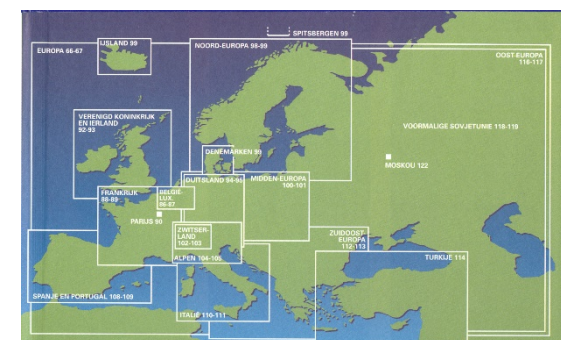 SPITSBERGEN 99
IJSLAND 99
NOORD-EUROPA 98-99
EUROPA 66-67
OOST-EUROPA
116-117
VERENIGD KONINKRIJK
EN IERLAND
92-93
VOORMALIGE SOVJETUNIE 118-119
DENEMARKEN 99
MOSKOU 122
DUITSLAND 94-95
MIDDEN-EUROPA
100-101
FRANKRIJK
88-89
BELGIË-
LUX.
86-87
PARIJS 90
ZWITSER-
LAND
102-103
ZUIDOOST-
EUROPA
112-113
ALPEN 104-105
TURKIJE 114
SPANJE EN PORTUGAL 108-109
ITALIË 110-111